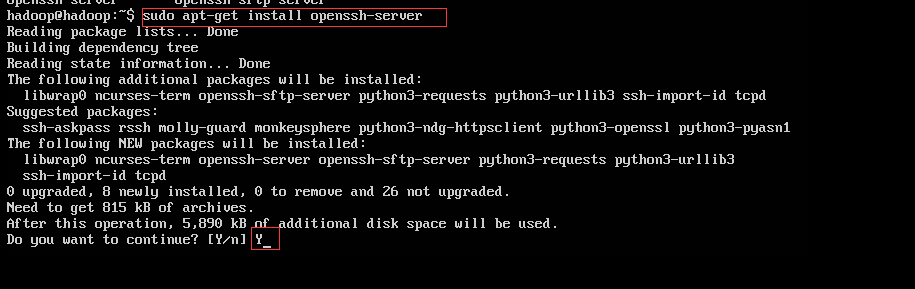 openssh-server       openssh-sftp-server
hadoop@hadoop:~$ sudo apt-get install openssh-server
Reading package lists... Done
Building dependency tree
Reading state information... Done
The following additional packages will be installed:
  libwrap0 ncurses-term openssh-sftp-server python3-requests python3-urllib3 ssh-import-id tcpd
Suggested packages:
  ssh-askpass rssh molly-guard monkeysphere python3-ndg-httpsclient python3-openssl python3-pyasn1
The following NEW packages will be installed:
  libwrap0 ncurses-term openssh-server openssh-sftp-server python3-requests python3-urllib3
  ssh-import-id tcpd
0 upgraded, 8 newly installed, 0 to remove and 26 not upgraded.
Need to get 815 kB of archives.
After this operation, 5,890 kB of additional disk space will be used.
Do you want to continue? [Y/n] Y_